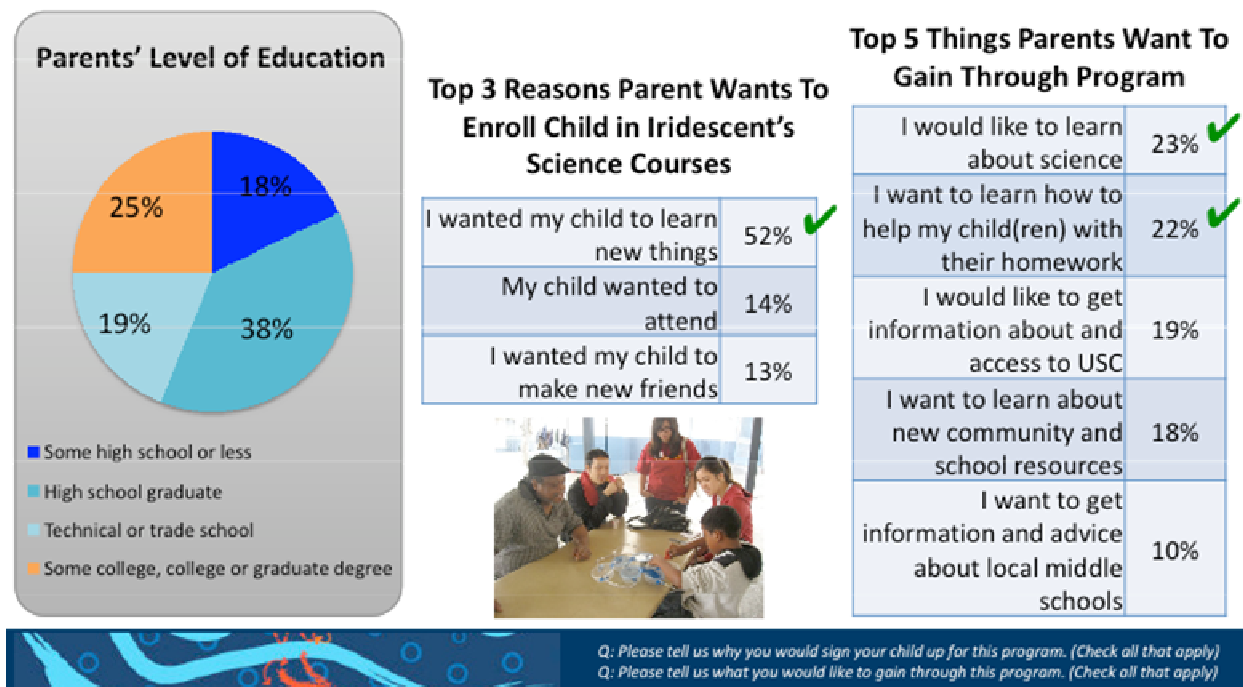 Parents' Level of Education
18%
25%
19%
38%
Some high school or less
High school graduate
Technical or trade school
Some college, college or graduate degree
Top 3 Reasons Parent Wants To
Enroll Child in Iridescent's
Science Courses
I wanted my child to learn
new things
52%
My child wanted to
attend
14%
I wanted my child to
make new friends
13%
Top 5 Things Parents Want To
Gain Through Program
I would like to learn
about science
23%
I want to learn how to
help my child(ren) with
their homework
22%
I would like to get
information about and
access to USC
19%
I want to learn about
new community and
school resources
18%
I want to get
information and advice
about local middle
schools
10%
Q: Please tell us why you would sign your child up for this program. (Check all that apply)
Q: Please tell us what you would like to gain through this program. (Check all that apply)